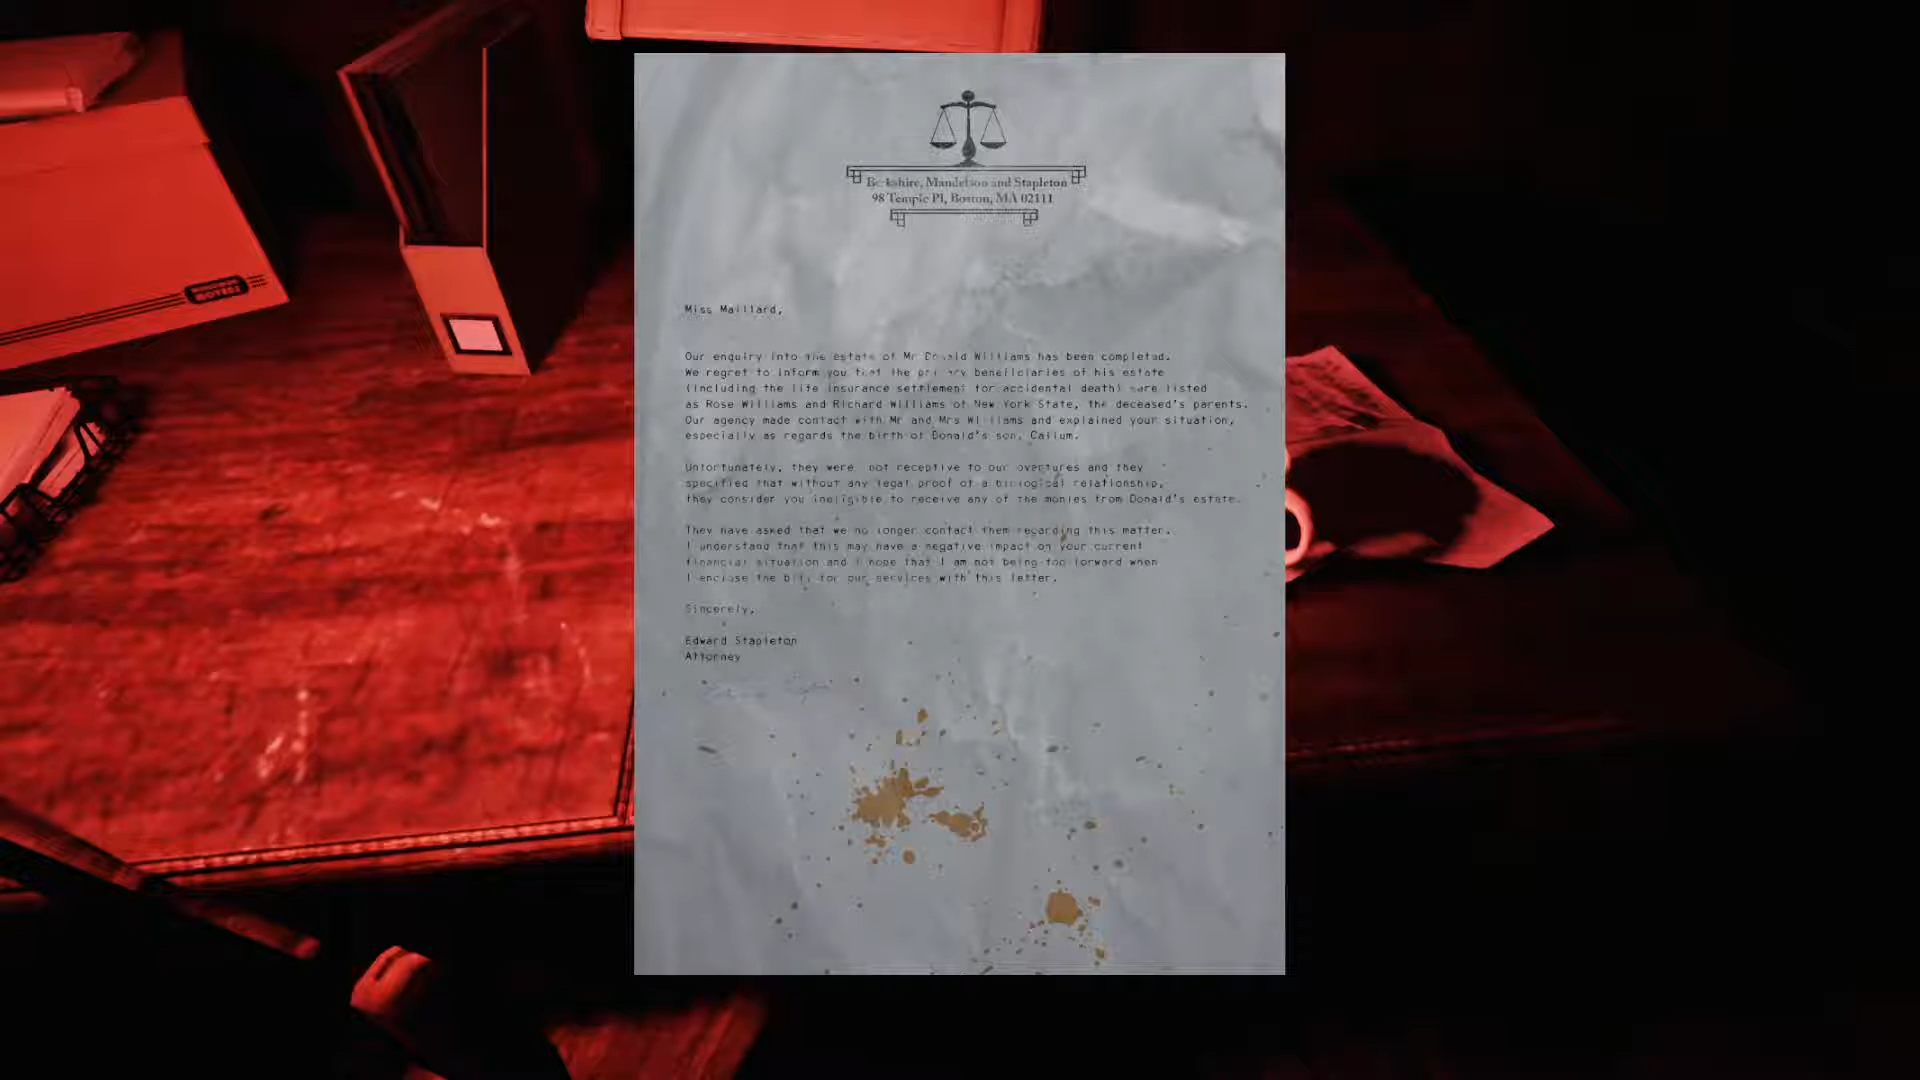 Berkshire, Mandelson and Stapleton
98 Temple Pl, Boston, MA 02111
Miss Maillard,
Our enquiry into the estate of Mr Donald Williams has been completed.
We regret to inform you that the primary beneficiaries of his estate
(including the life insurance settlement for accidental death) were listed
as Rose Williams and Richard Williams of New York State, the deceased's parents.
Our agency made contact with Mr and Mrs Williams and explained your situation,
especially as regards the birth of Donald's son, Callum.
Unfortunately, they were not receptive to our overtures and they
specified that without any legal proof of a biological relationship,
they consider you ineligible to receive any of the monies from Donald's estate.
They have asked that we no longer contact them regarding this matter.
I understand that this may have a negative impact on your current
financial situation and I hope that I am not being too forward when
I enclose the bill for our services with this letter.
Sincerely,
Edward Stapleton
Attorney